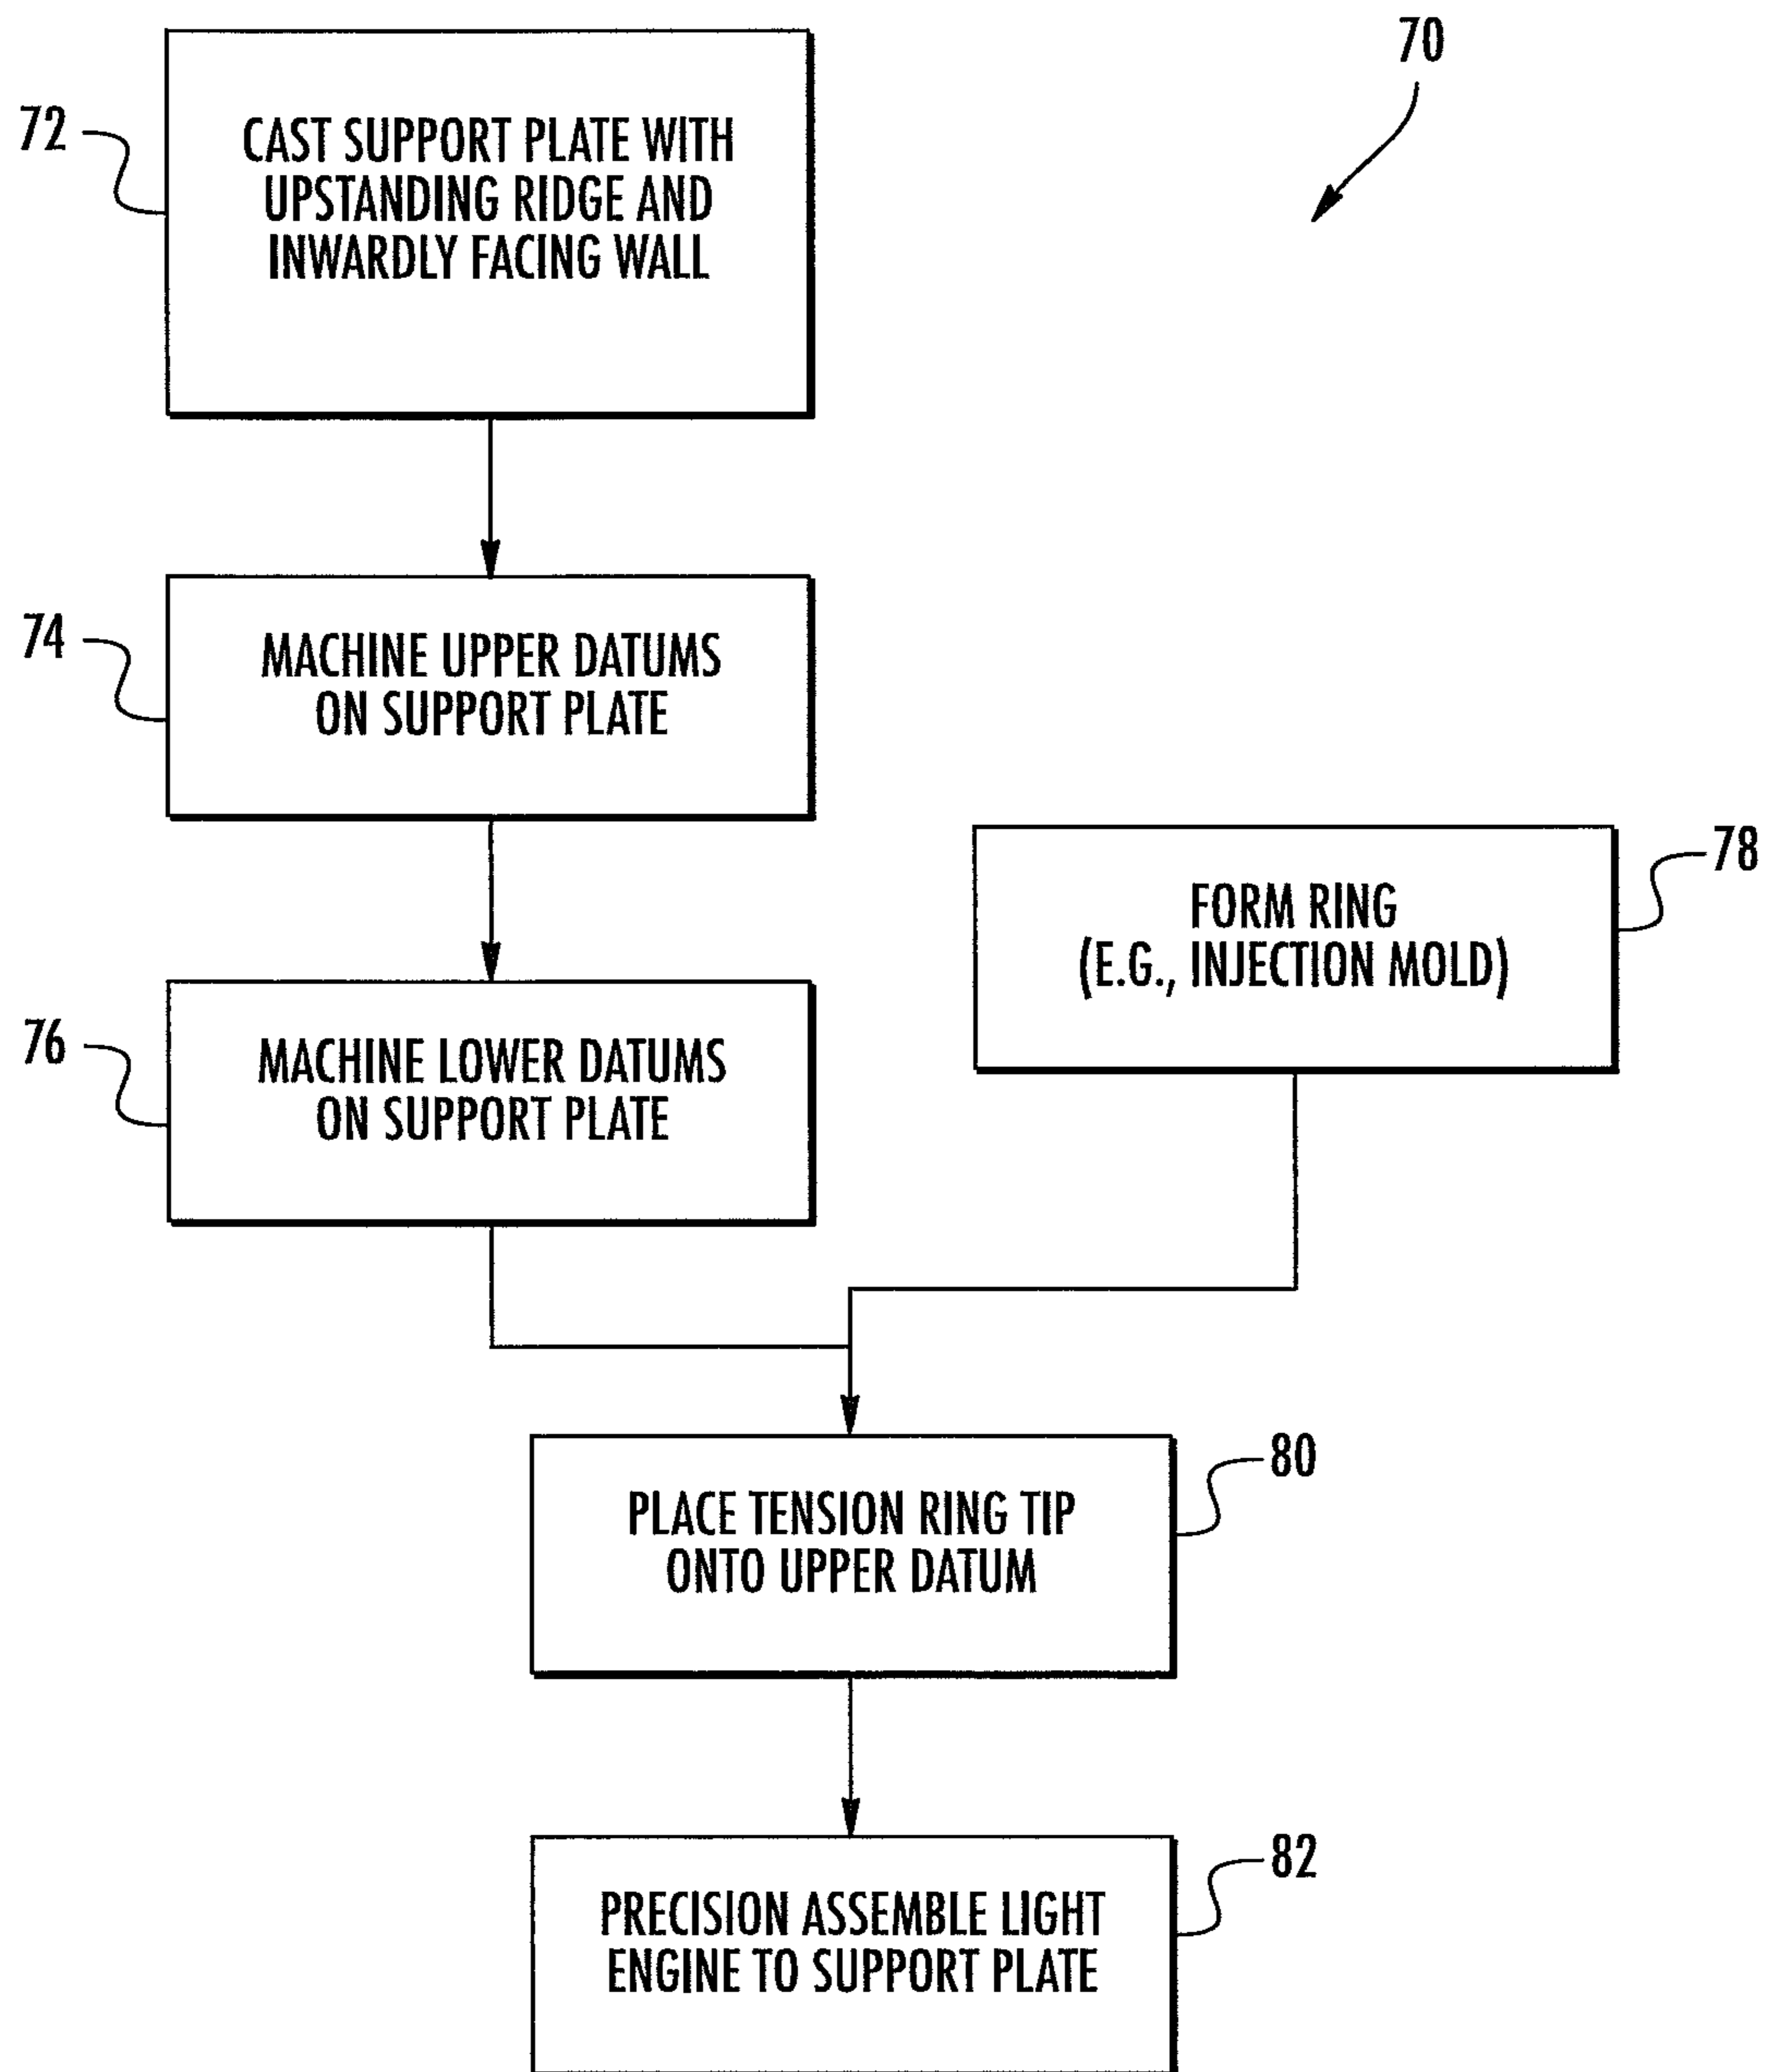 70
72
CAST SUPPORT PLATE WITH
UPSTANDING RIDGE AND
INWARDLY FACING WALL
74
MACHINE UPPER DATUMS
ON SUPPORT PLATE
78
FORM RING
(E.G., INJECTION MOLD)
76
MACHINE LOWER DATUMS
ON SUPPORT PLATE
80
PLACE TENSION RING TIP
ONTO UPPER DATUM
82
PRECISION ASSEMBLE LIGHT
ENGINE TO SUPPORT PLATE